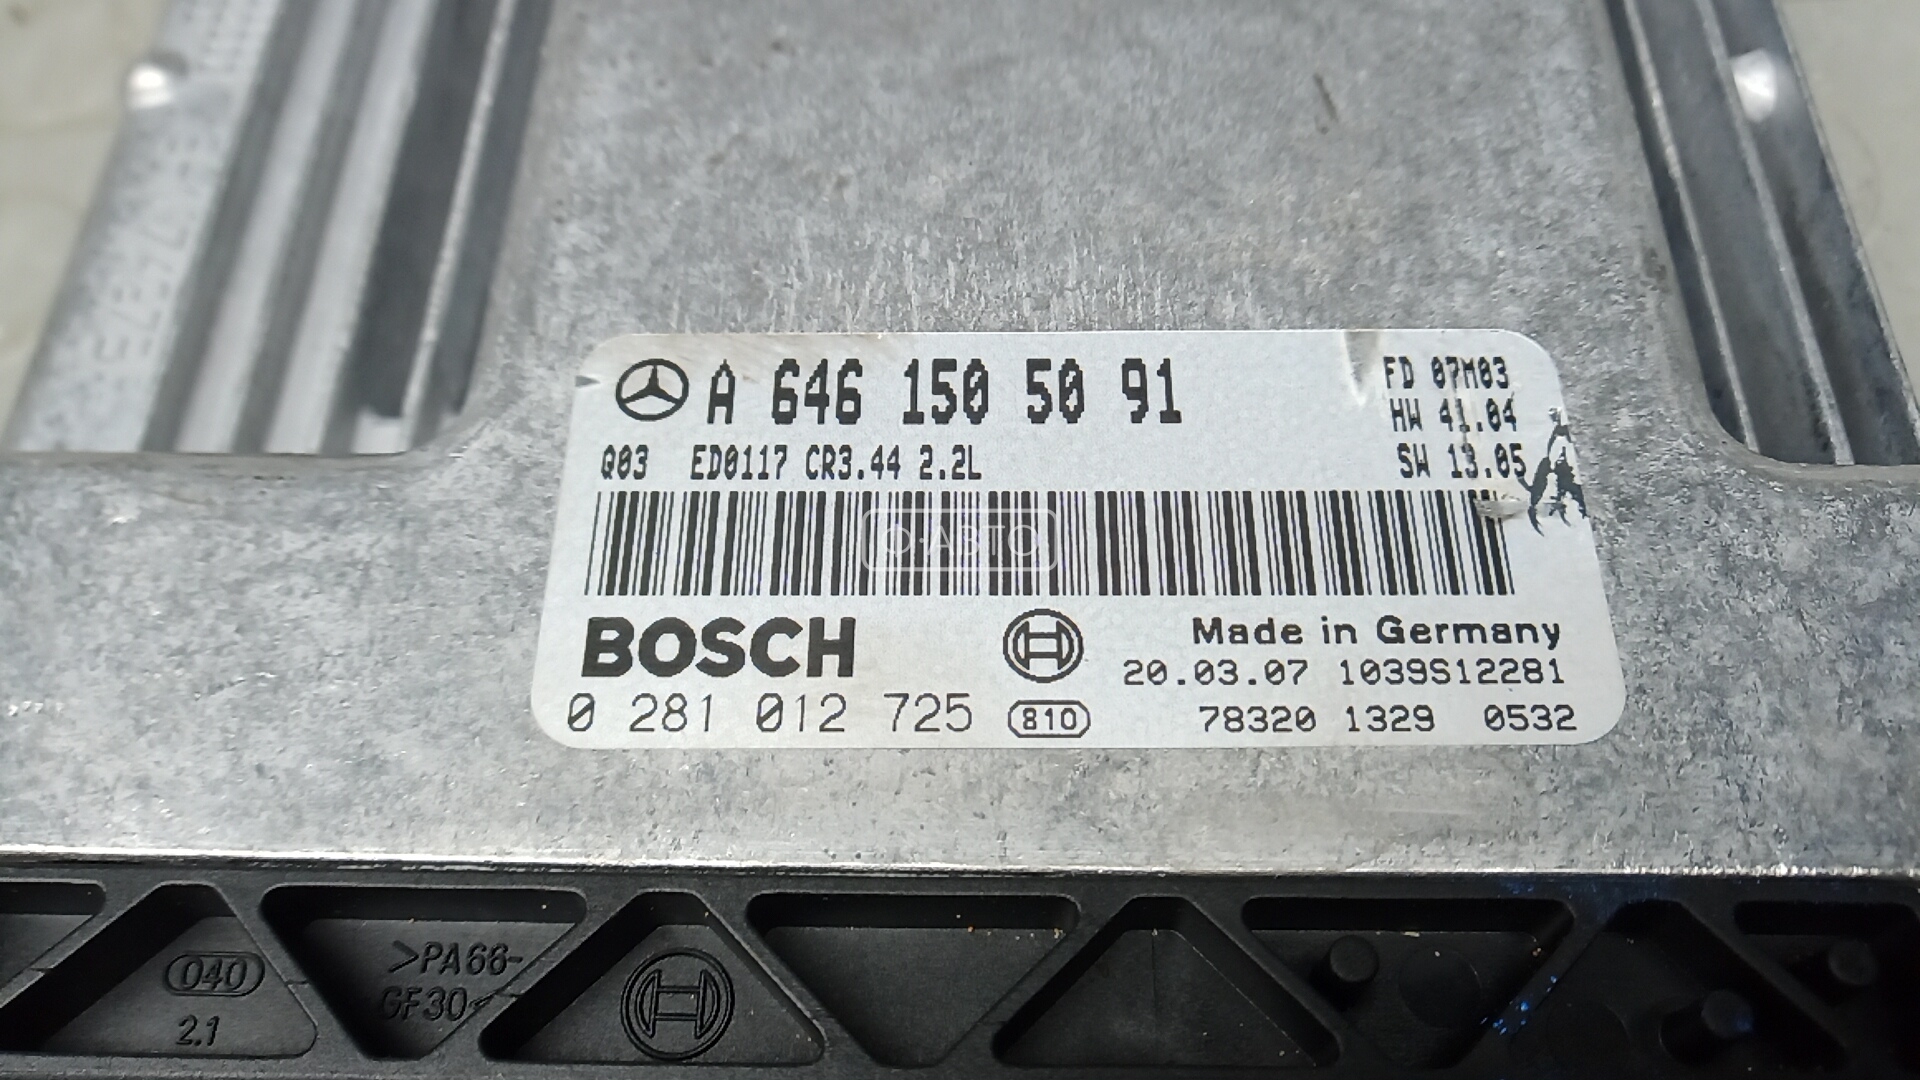 A 646 150 50 91
FD 07M03
HW 41.04
Q03 ED0117 CR3.44 2.2L
SW 13.05
О·АВТО
BOSCH
Made in Germany
20.03.07 1039S12281
0 281 012 725 810
78320 1329 0532
040
2.1
>PA66-
GF30<